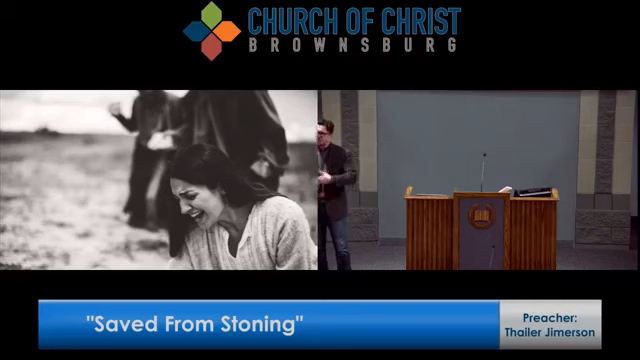 CHURCH OF CHRIST
BROWNSBURG
"Saved From Stoning"
Preacher:
Thailer Jimerson